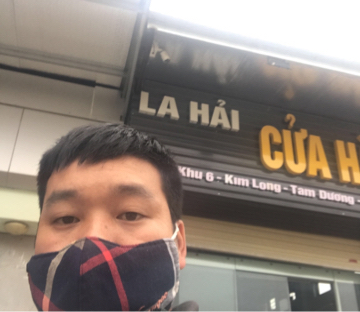 LA HẢI
CỬA
Khu 6 - Kim Long - Tam Dương -